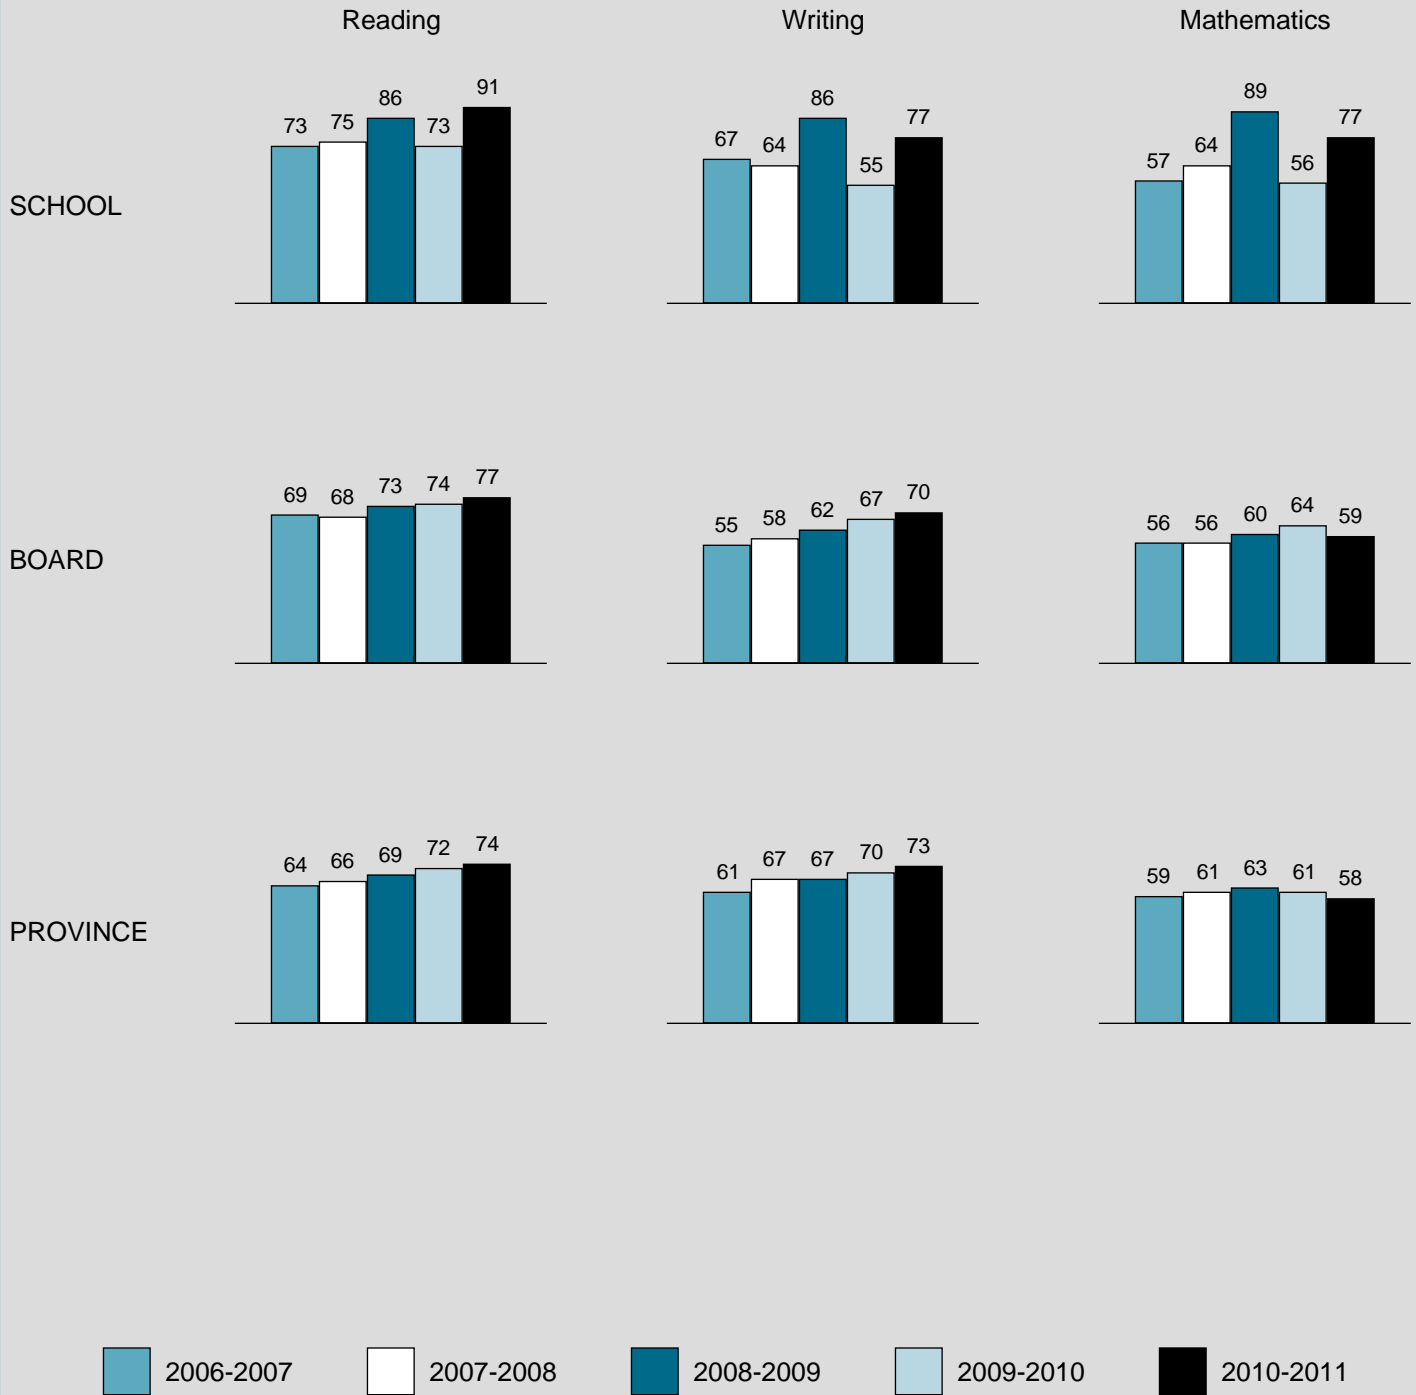 Reading Writing Mathematics
SCHOOL
73 75 86 73 91
67 64 86 55 77
57 64 89 56 77
BOARD
69 68 73 74 77
55 58 62 67 70
56 56 60 64 59
PROVINCE
64 66 69 72 74
61 67 67 70 73
59 61 63 61 58
2006-2007 2007-2008 2008-2009 2009-2010 2010-2011